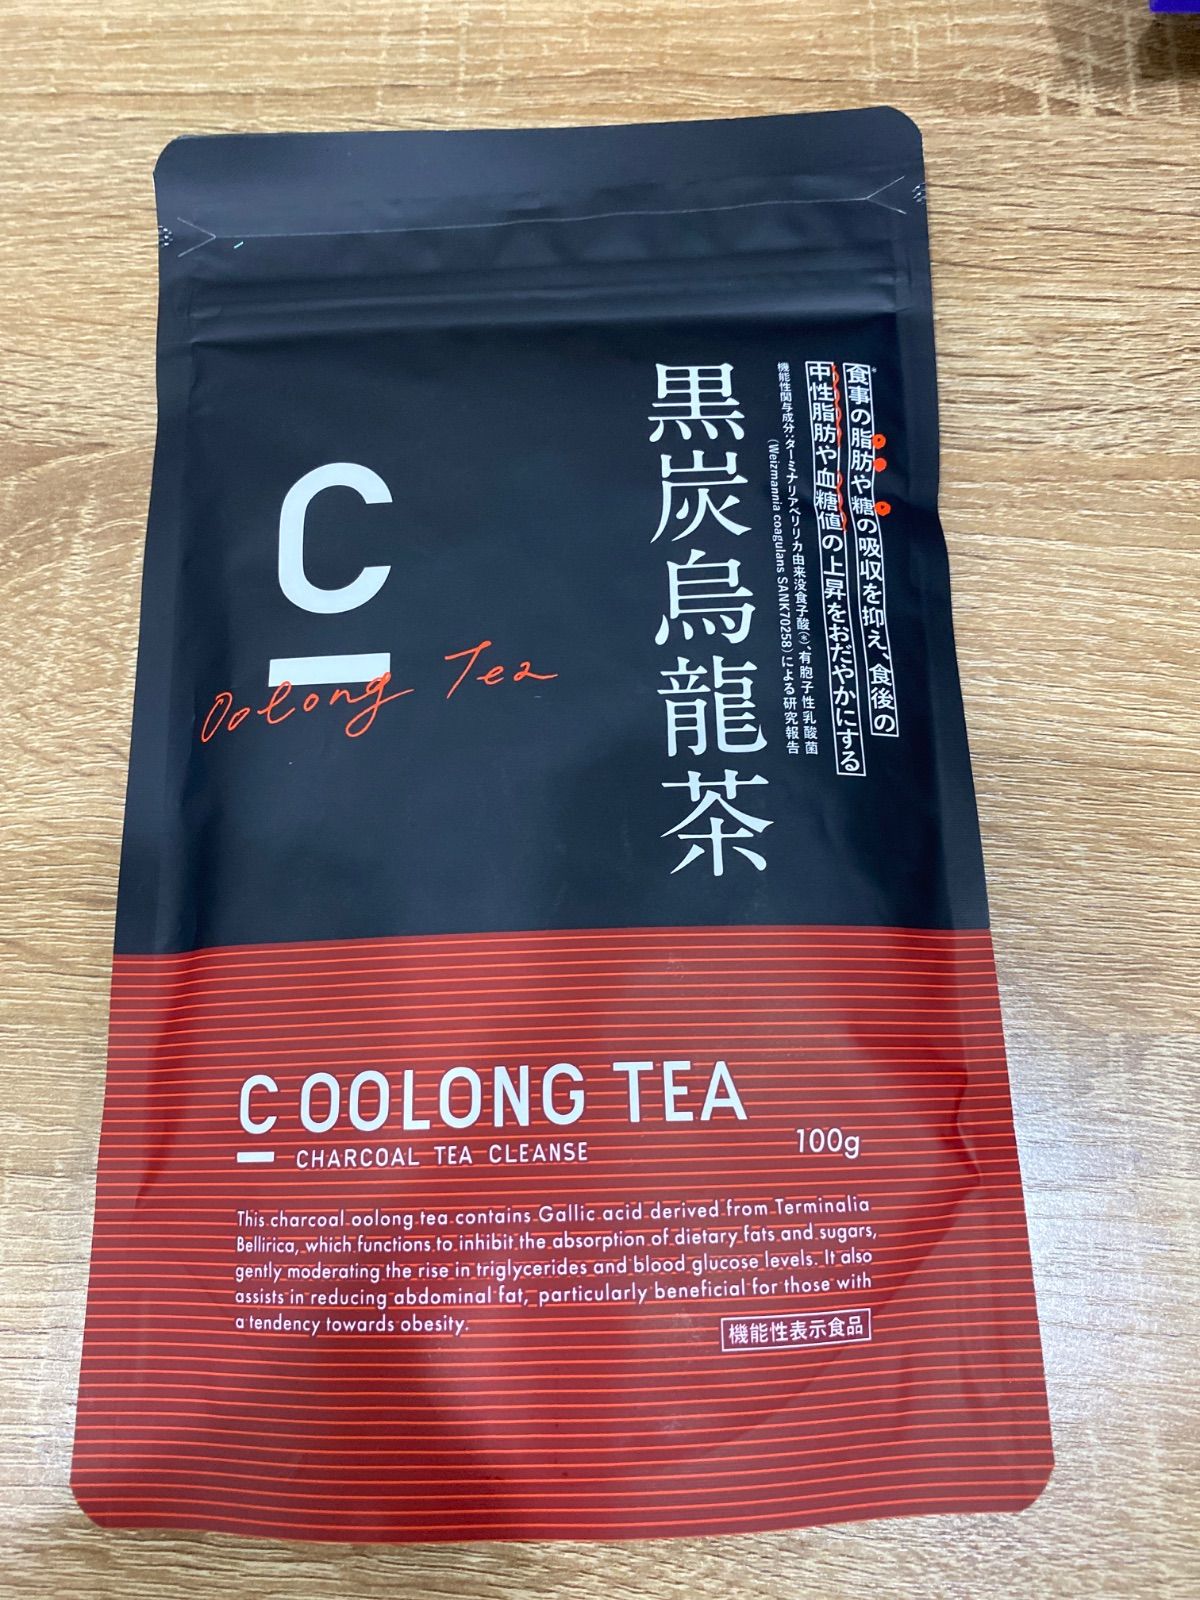 食事の脂肪や糖の吸収を抑え、食後の
中性脂肪や血糖値の上昇をおだやかにする
機能性関与成分:ターミナリアベリリカ由来没食子酸(※)、有胞子性乳酸菌
(Weizmannia coagulans SANK70258)による研究報告
黒炭烏龍茶
C
Oolong Tea
C OOLONG TEA
CHARCOAL TEA CLEANSE
100g
This charcoal oolong tea contains Gallic acid derived from Terminalia
Bellirica, which functions to inhibit the absorption of dietary fats and sugars,
gently moderating the rise in triglycerides and blood glucose levels. It also
assists in reducing abdominal fat, particularly beneficial for those with
a tendency towards obesity.
機能性表示食品